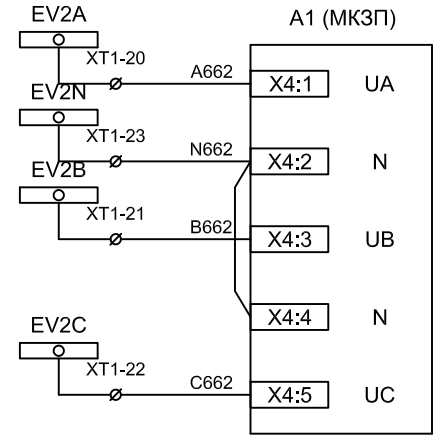 EV2A
A1 (МКЗП)
XT1-20
A662
X4:1
UA
EV2N
XT1-23
N662
X4:2
N
EV2B
XT1-21
B662
X4:3
UB
X4:4
N
EV2C
XT1-22
C662
X4:5
UC